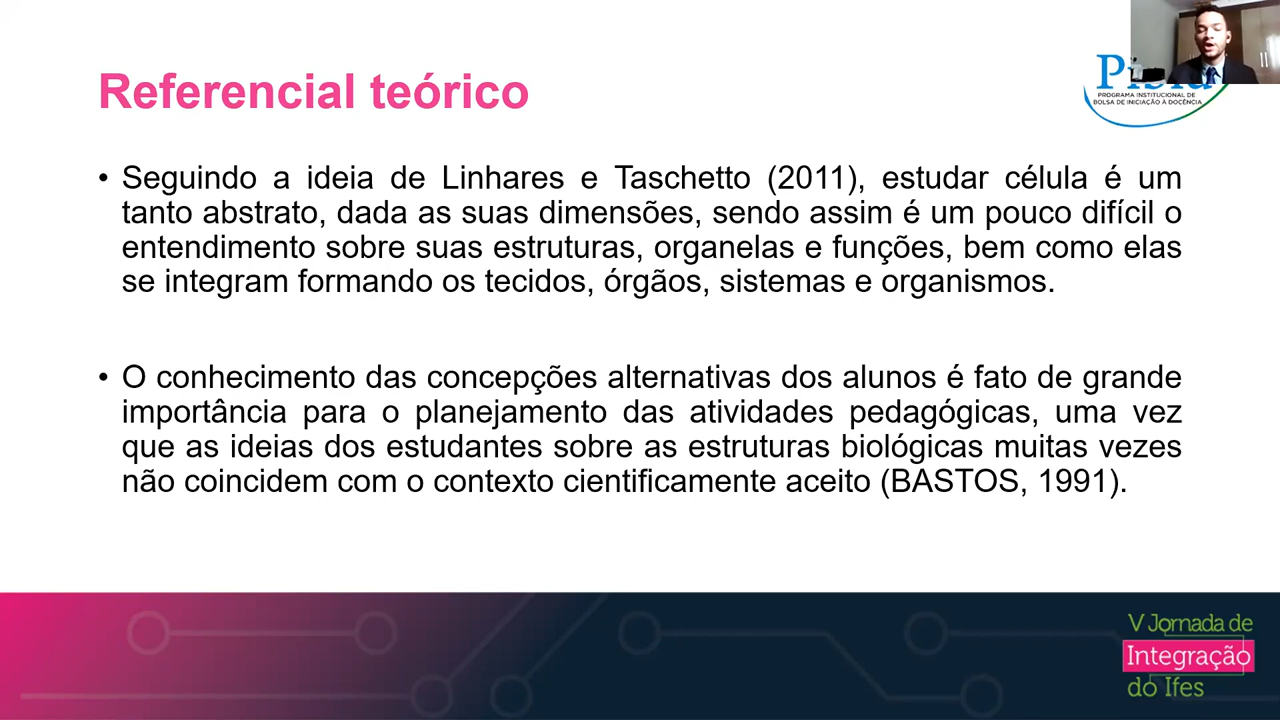 Referencial teórico
PROGRAMA INSTITUCIONAL DE
BOLSA DE INICIAÇÃO À DOCÊNCIA
• Seguindo a ideia de Linhares e Taschetto (2011), estudar célula é um
tanto abstrato, dada as suas dimensões, sendo assim é um pouco difícil o
entendimento sobre suas estruturas, organelas e funções, bem como elas
se integram formando os tecidos, órgãos, sistemas e organismos.
• O conhecimento das concepções alternativas dos alunos é fato de grande
importância para o planejamento das atividades pedagógicas, uma vez
que as ideias dos estudantes sobre as estruturas biológicas muitas vezes
não coincidem com o contexto cientificamente aceito (BASTOS, 1991).
V Jornada de
Integração
do Ifes